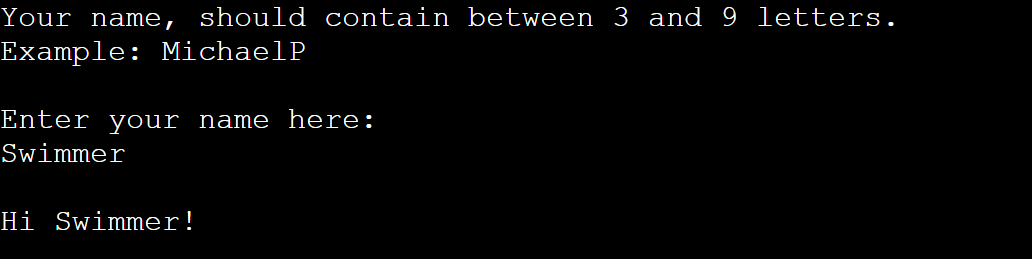 Your name, should contain between 3 and 9 letters.
Example: MichaelP
Enter your name here:
Swimmer
Hi Swimmer!